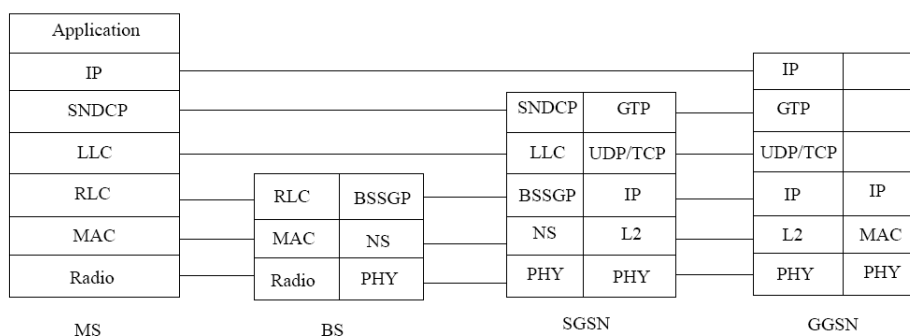 Application
IP IP
SNDCP SNDCP GTP GTP
LLC LLC UDP/TCP UDP/TCP
RLC RLC BSSGP BSSGP IP IP IP
MAC MAC NS NS L2 L2 MAC
Radio Radio PHY PHY PHY PHY PHY
MS BS SGSN GGSN